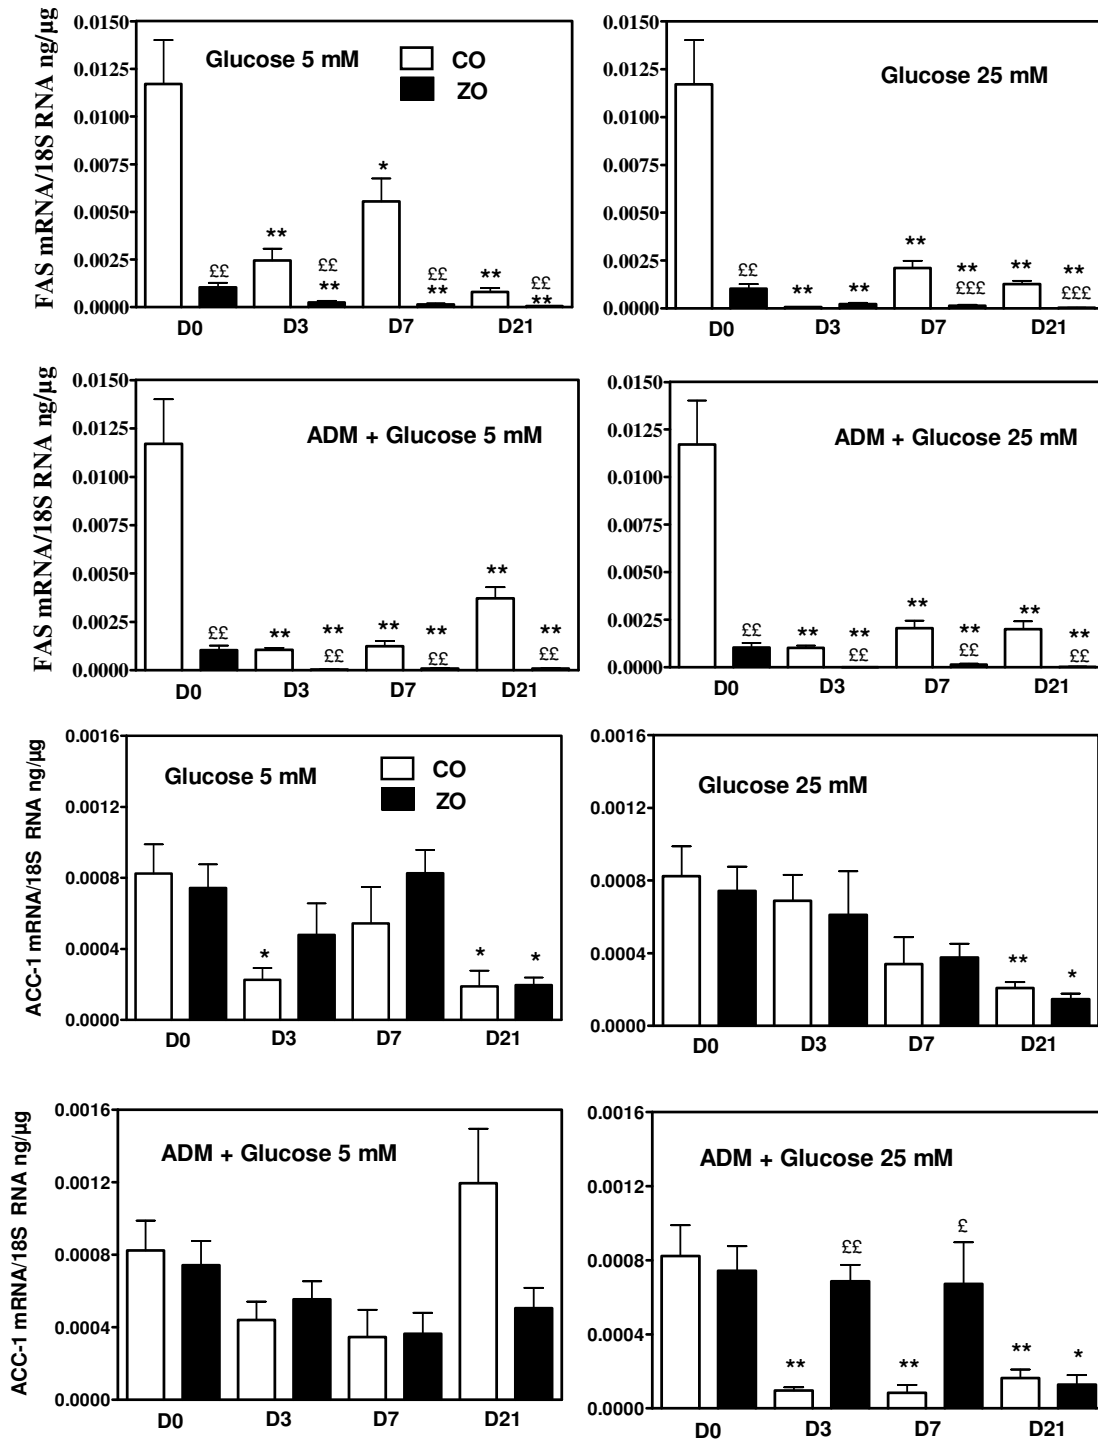 FAS mRNA/18S RNA ng/µg
0.0150
0.0125
0.0100
0.0075
0.0050
0.0025
0.0000
Glucose 5 mM
CO
ZO
££
**
££
**
*
££
**
**
££
**
D0
D3
D7
D21
0.0150
0.0125
0.0100
0.0075
0.0050
0.0025
0.0000
Glucose 25 mM
££
**
**
**
**
£££
**
**
£££
D0
D3
D7
D21
FAS mRNA/18S RNA ng/µg
0.0150
0.0125
0.0100
0.0075
0.0050
0.0025
0.0000
ADM + Glucose 5 mM
££
**
**
££
**
**
££
**
**
££
D0
D3
D7
D21
0.0150
0.0125
0.0100
0.0075
0.0050
0.0025
0.0000
ADM + Glucose 25 mM
££
**
**
££
**
**
££
**
**
££
D0
D3
D7
D21
ACC-1 mRNA/18S RNA ng/µg
0.0016
0.0012
0.0008
0.0004
0.0000
Glucose 5 mM
CO
ZO
*
*
*
D0
D3
D7
D21
0.0016
0.0012
0.0008
0.0004
0.0000
Glucose 25 mM
**
*
D0
D3
D7
D21
ACC-1 mRNA/18S RNA ng/µg
0.0016
0.0012
0.0008
0.0004
0.0000
ADM + Glucose 5 mM
D0
D3
D7
D21
0.0016
0.0012
0.0008
0.0004
0.0000
ADM + Glucose 25 mM
**
££
**
£
**
*
D0
D3
D7
D21